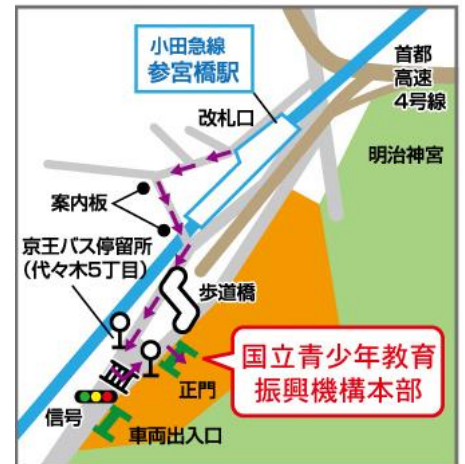 小田急線
参宮橋駅
首都
高速
4号線
改札口
明治神宮
案内板
京王バス停留所
（代々木5丁目）
歩道橋
国立青少年教育
振興機構本部
正門
信号
車両出入口